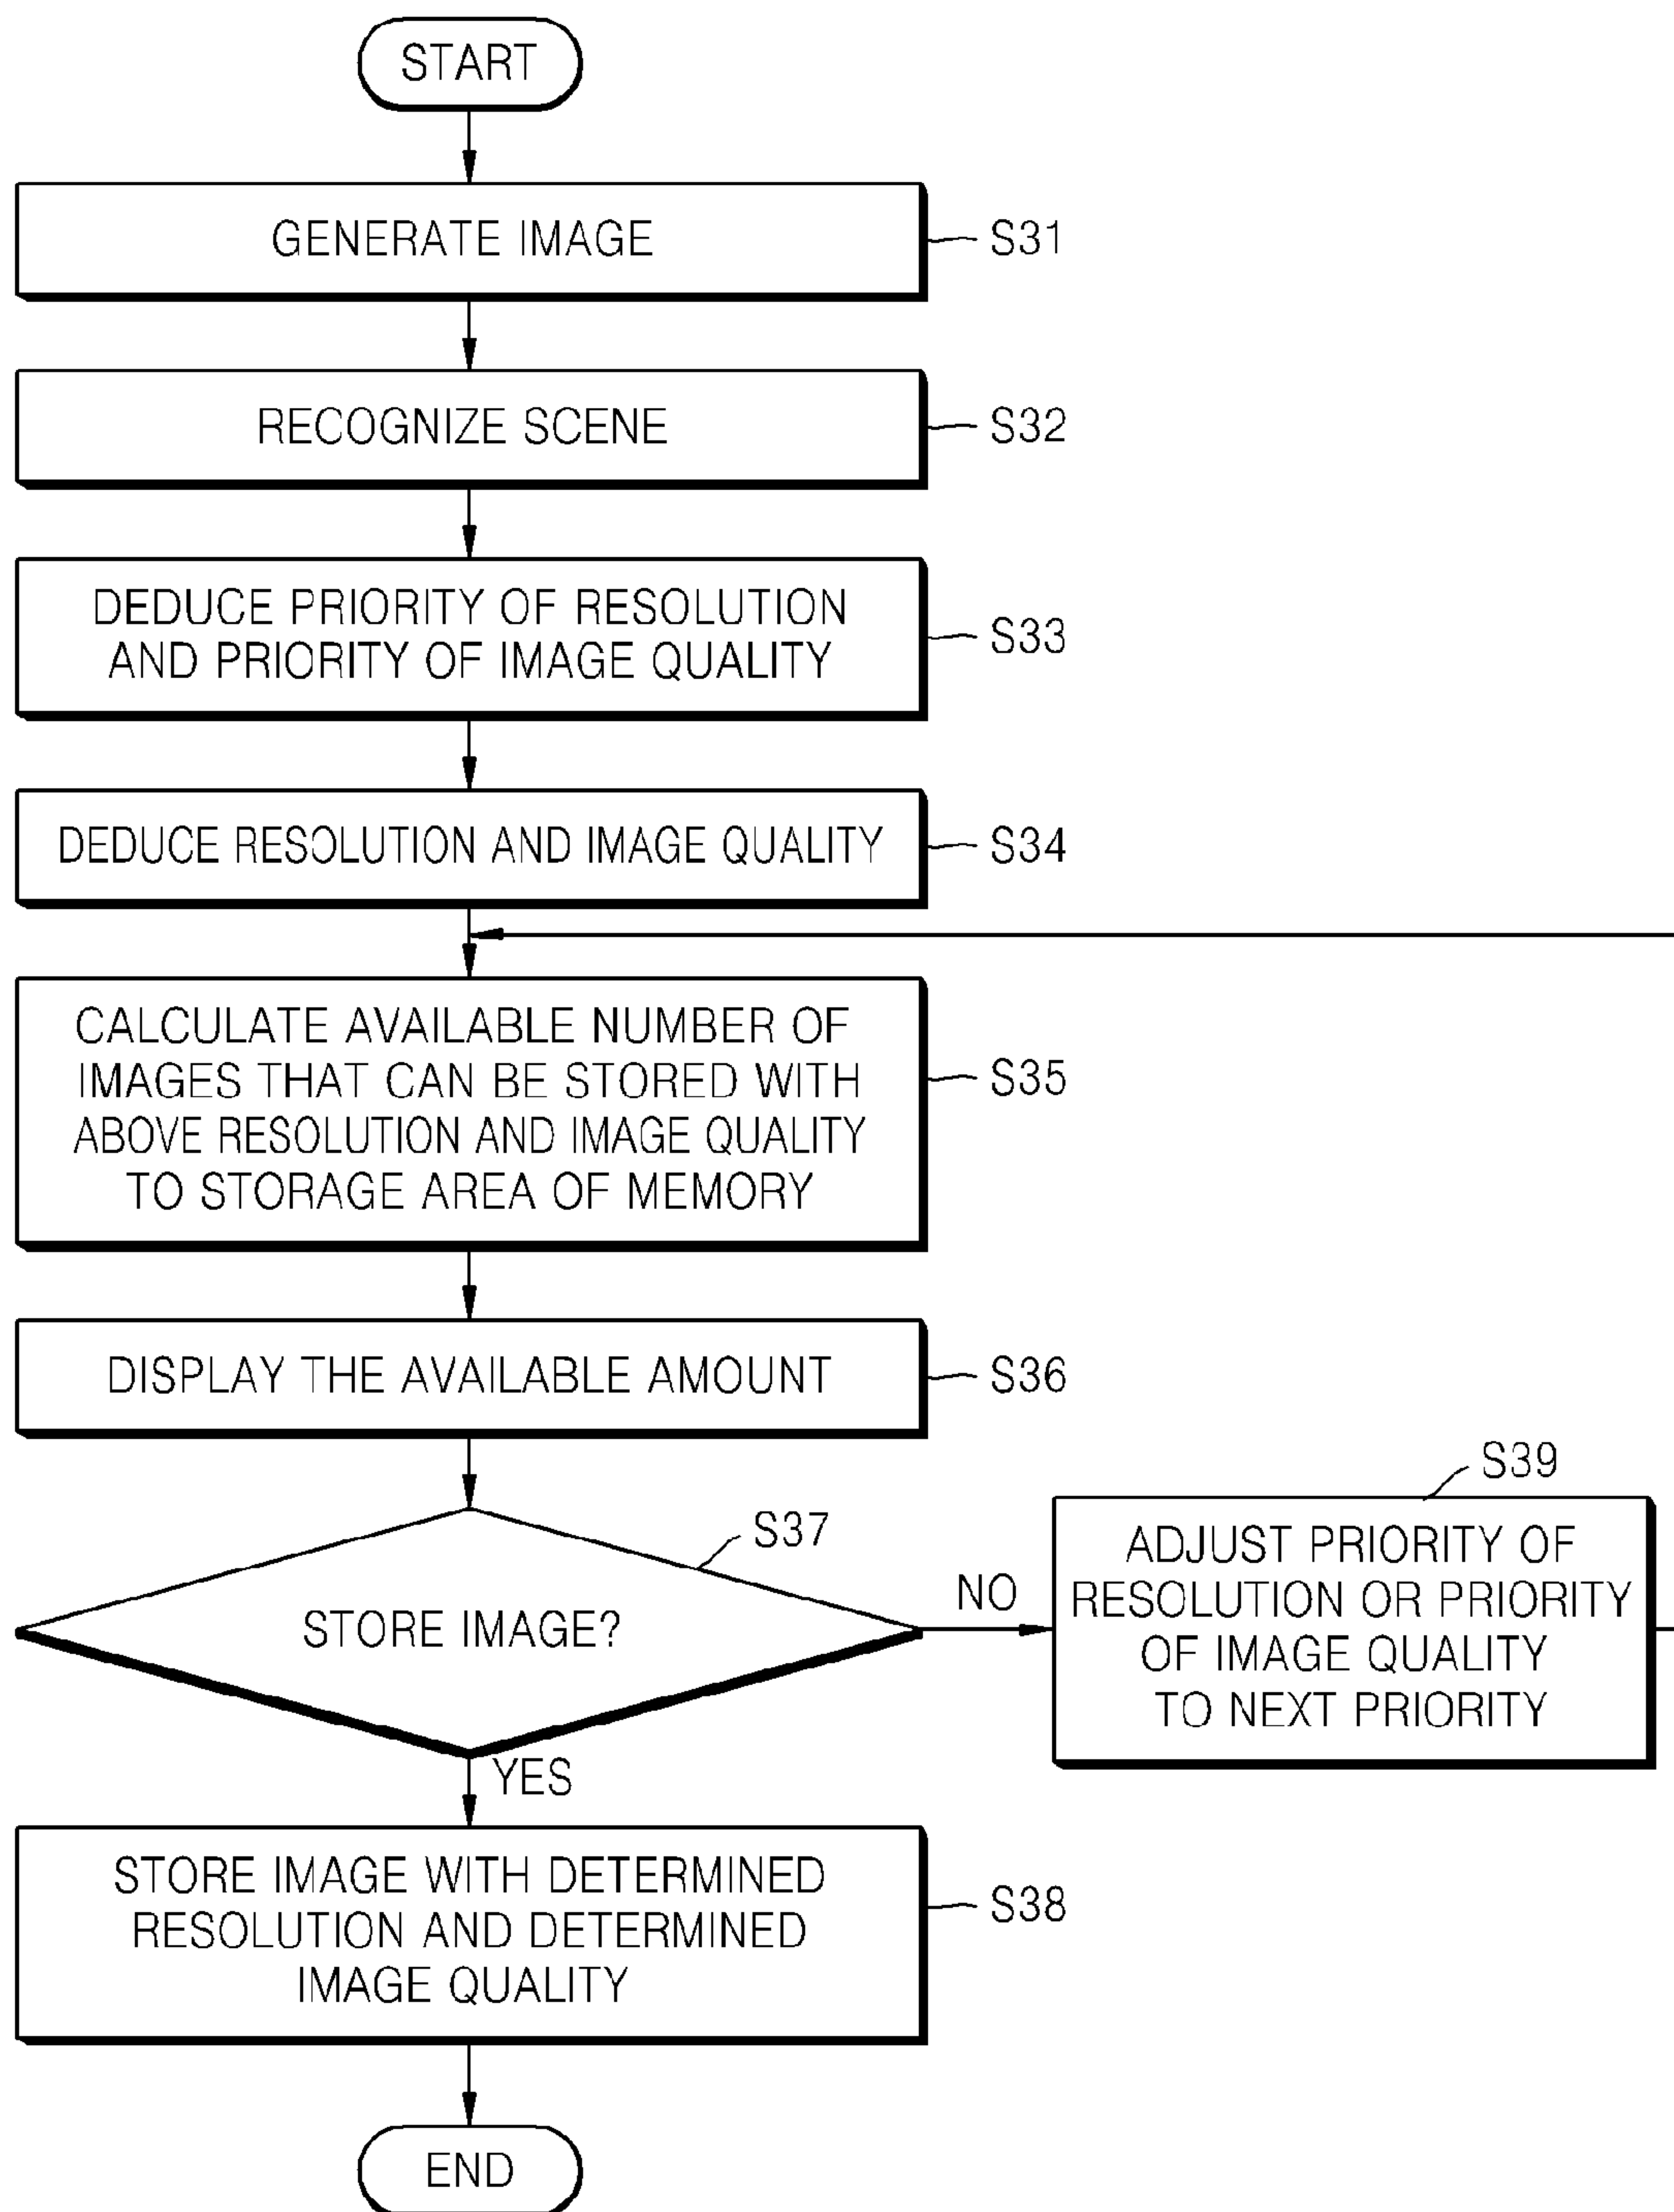 START
GENERATE IMAGE
S31
RECOGNIZE SCENE
S32
DEDUCE PRIORITY OF RESOLUTION
AND PRIORITY OF IMAGE QUALITY
S33
DEDUCE RESOLUTION AND IMAGE QUALITY
S34
CALCULATE AVAILABLE NUMBER OF
IMAGES THAT CAN BE STORED WITH
ABOVE RESOLUTION AND IMAGE QUALITY
TO STORAGE AREA OF MEMORY
S35
DISPLAY THE AVAILABLE AMOUNT
S36
S37
STORE IMAGE?
NO
S39
ADJUST PRIORITY OF
RESOLUTION OR PRIORITY
OF IMAGE QUALITY
TO NEXT PRIORITY
YES
STORE IMAGE WITH DETERMINED
RESOLUTION AND DETERMINED
IMAGE QUALITY
S38
END